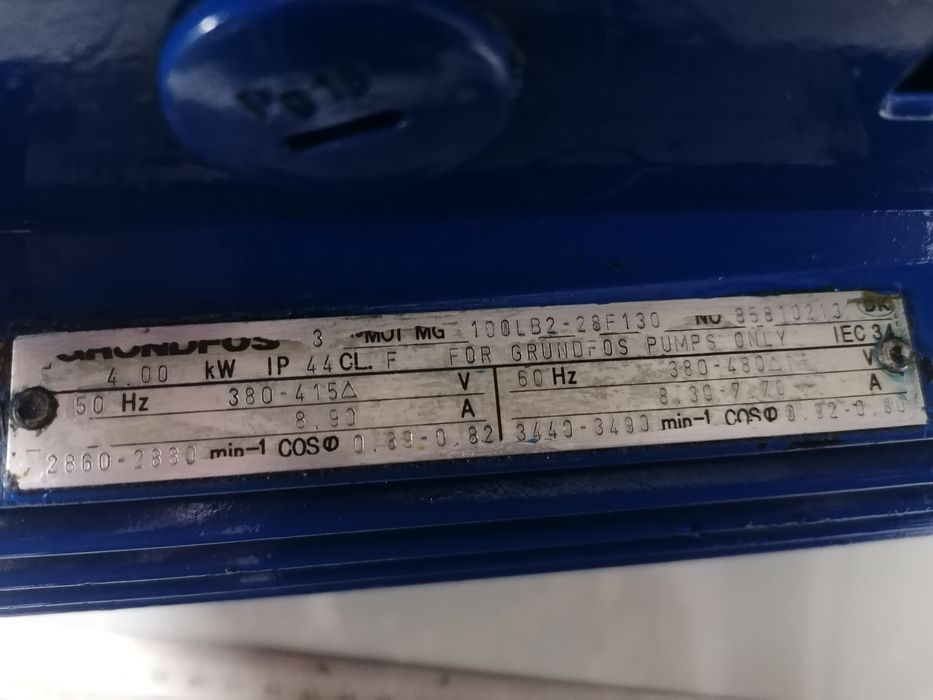 Pg16
GRUNDFOS 3 ~MOT MG 100LB2-28F130 NO 85810213 DK
4.00 kW IP 44 CL. F FOR GRUNDFOS PUMPS ONLY IEC 34
50 Hz 380-415△ V 60 Hz 380-480△ V
8.90 A 8.30-7.70 A
2860-2880 min-1 COSφ 0.89-0.82 3440-3490 min-1 COSφ 0.92-0.80